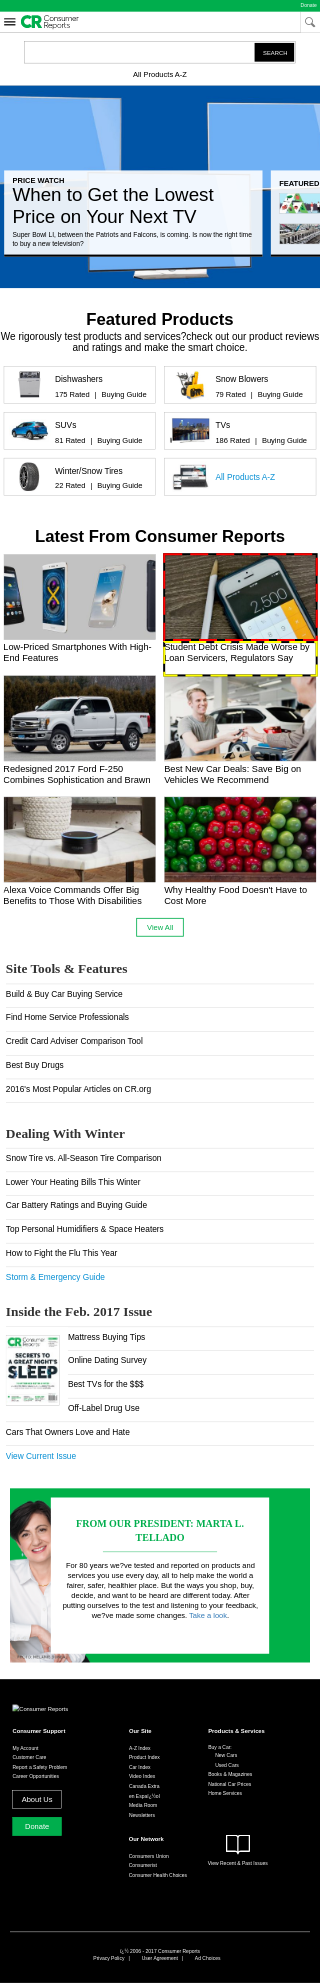 Donate
CR Consumer Reports
SEARCH
All Products A-Z
PRICE WATCH
When to Get the Lowest
Price on Your Next TV
Super Bowl LI, between the Patriots and Falcons, is coming. Is now the right time
to buy a new television?
FEATURED
Featured Products
We rigorously test products and services?check out our product reviews
and ratings and make the smart choice.
Dishwashers
175 Rated | Buying Guide
Snow Blowers
79 Rated | Buying Guide
SUVs
81 Rated | Buying Guide
TVs
186 Rated | Buying Guide
Winter/Snow Tires
22 Rated | Buying Guide
All Products A-Z
Latest From Consumer Reports
2,500
Low-Priced Smartphones With High-
End Features
Student Debt Crisis Made Worse by
Loan Servicers, Regulators Say
Redesigned 2017 Ford F-250
Combines Sophistication and Brawn
Best New Car Deals: Save Big on
Vehicles We Recommend
Alexa Voice Commands Offer Big
Benefits to Those With Disabilities
Why Healthy Food Doesn't Have to
Cost More
View All
Site Tools & Features
Build & Buy Car Buying Service
Find Home Service Professionals
Credit Card Adviser Comparison Tool
Best Buy Drugs
2016's Most Popular Articles on CR.org
Dealing With Winter
Snow Tire vs. All-Season Tire Comparison
Lower Your Heating Bills This Winter
Car Battery Ratings and Buying Guide
Top Personal Humidifiers & Space Heaters
How to Fight the Flu This Year
Storm & Emergency Guide
Inside the Feb. 2017 Issue
CR Consumer Reports
SECRETS TO
A GREAT NIGHT'S
SLEEP
Mattress Buying Tips
Online Dating Survey
Best TVs for the $$$
Off-Label Drug Use
Cars That Owners Love and Hate
View Current Issue
FROM OUR PRESIDENT: MARTA L.
TELLADO
For 80 years we?ve tested and reported on products and
services you use every day, all to help make the world a
fairer, safer, healthier place. But the ways you shop, buy,
decide, and want to be heard are different today. After
putting ourselves to the test and listening to your feedback,
we?ve made some changes. Take a look.
Consumer Reports
Consumer Support
My Account
Customer Care
Report a Safety Problem
Career Opportunities
About Us
Donate
Our Site
A-Z Index
Product Index
Car Index
Video Index
Canada Extra
en Espaï¿½ol
Media Room
Newsletters
Our Network
Consumers Union
Consumerist
Consumer Health Choices
Products & Services
Buy a Car:
New Cars
Used Cars
Books & Magazines
National Car Prices
Home Services
View Recent & Past Issues
ï¿½ 2006 - 2017 Consumer Reports
Privacy Policy | User Agreement | Ad Choices